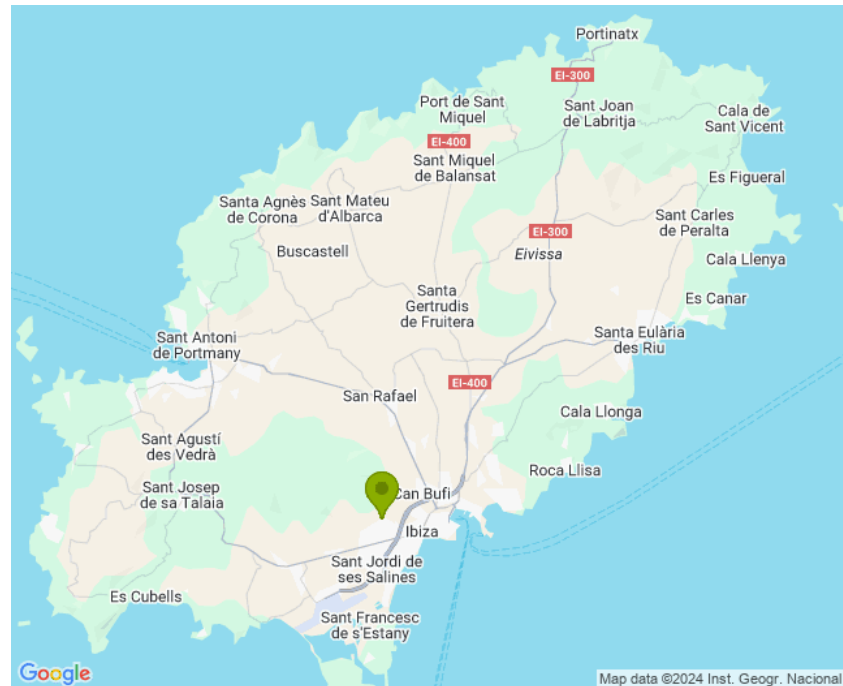 Portinatx
EI-300
Port de Sant
Miquel
Sant Joan
de Labritja
Cala de
Sant Vicent
EI-400
Sant Miquel
de Balansat
Es Figueral
Santa Agnès
de Corona
Sant Mateu
d'Albarca
Sant Carles
de Peralta
EI-300
Buscastell
Eivissa
Cala Llenya
Santa
Gertrudis
de Fruitera
Es Canar
Sant Antoni
de Portmany
Santa Eulària
des Riu
EI-400
San Rafael
Cala Llonga
Sant Agustí
des Vedrà
Roca Llisa
Sant Josep
de sa Talaia
Can Bufi
Ibiza
Sant Jordi de
ses Salines
Es Cubells
Sant Francesc
de s'Estany
Google
Map data ©2024 Inst. Geogr. Nacional